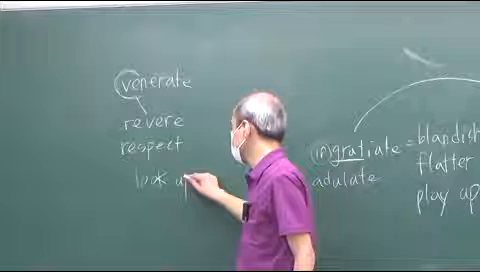 venerate
revere
respect
look up
ingratiate = blandish
adulate flatter
play up